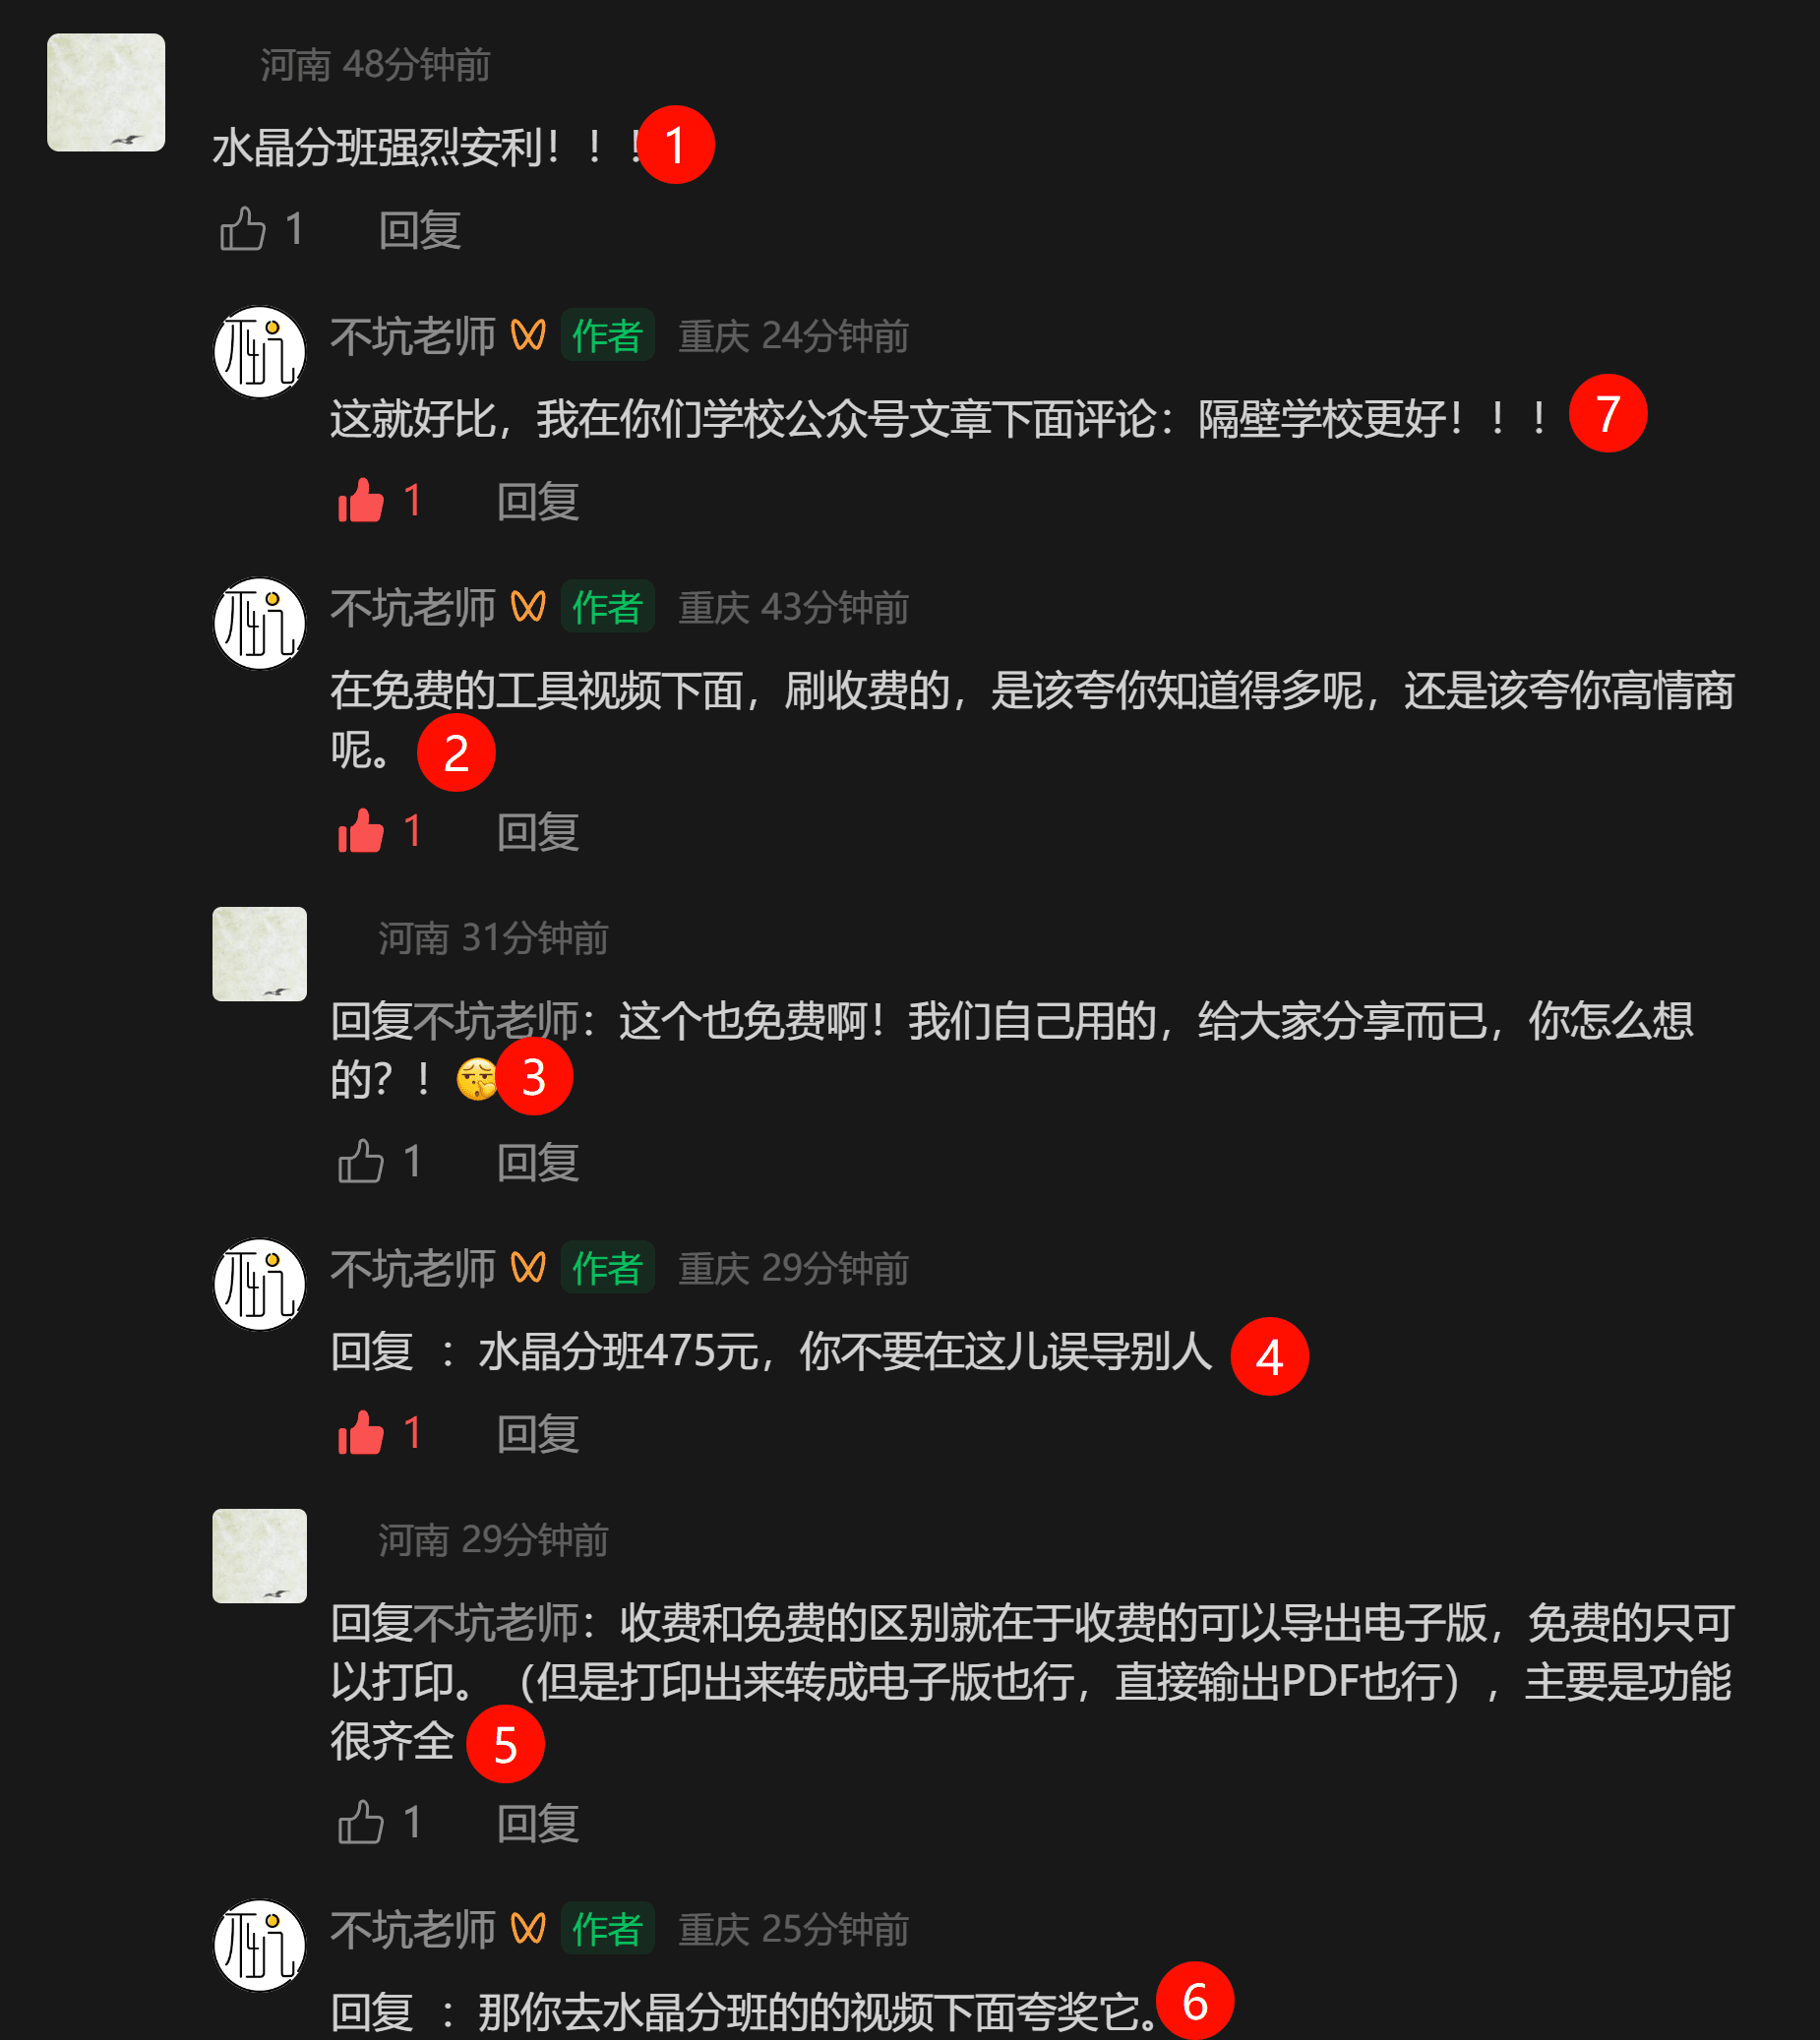 河南 48分钟前
水晶分班强烈安利！！！ 1
1 回复
不坑老师 作者 重庆 24分钟前
这就好比，我在你们学校公众号文章下面评论：隔壁学校更好！！！ 7
1 回复
不坑老师 作者 重庆 43分钟前
在免费的工具视频下面，刷收费的，是该夸你知道得多呢，还是该夸你高情商
呢。 2
1 回复
河南 31分钟前
回复不坑老师：这个也免费啊！我们自己用的，给大家分享而已，你怎么想
的？！ 3
1 回复
不坑老师 作者 重庆 29分钟前
回复 ：水晶分班475元，你不要在这儿误导别人 4
1 回复
河南 29分钟前
回复不坑老师：收费和免费的区别就在于收费的可以导出电子版，免费的只可
以打印。（但是打印出来转成电子版也行，直接输出PDF也行），主要是功能
很齐全 5
1 回复
不坑老师 作者 重庆 25分钟前
回复 ：那你去水晶分班的的视频下面夸奖它。 6